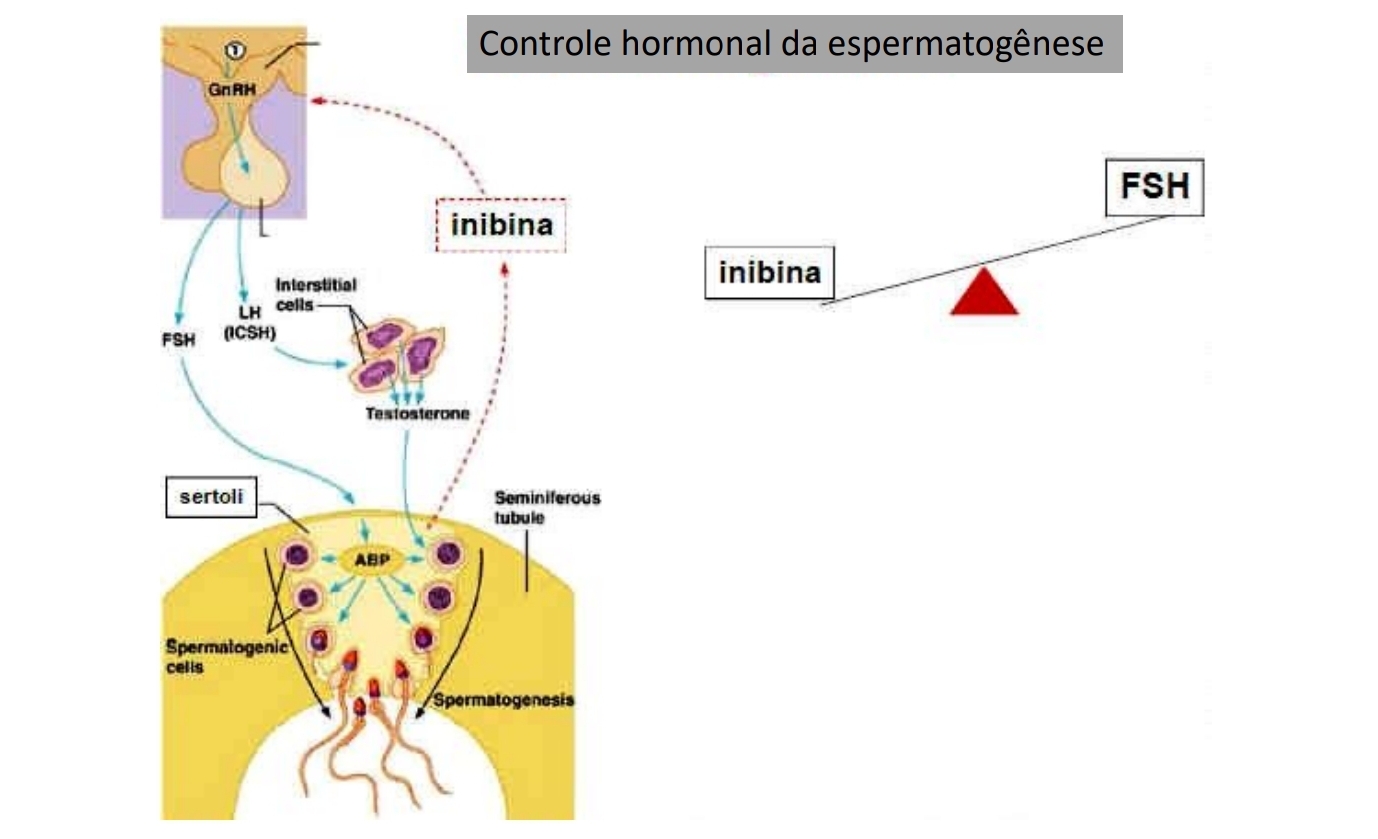 Controle hormonal da espermatogênese
1
GnRH
FSH
inibina
inibina
Interstitial
cells
LH
(ICSH)
FSH
Testosterone
sertoli
Seminiferous
tubule
ABP
Spermatogenic
cells
Spermatogenesis